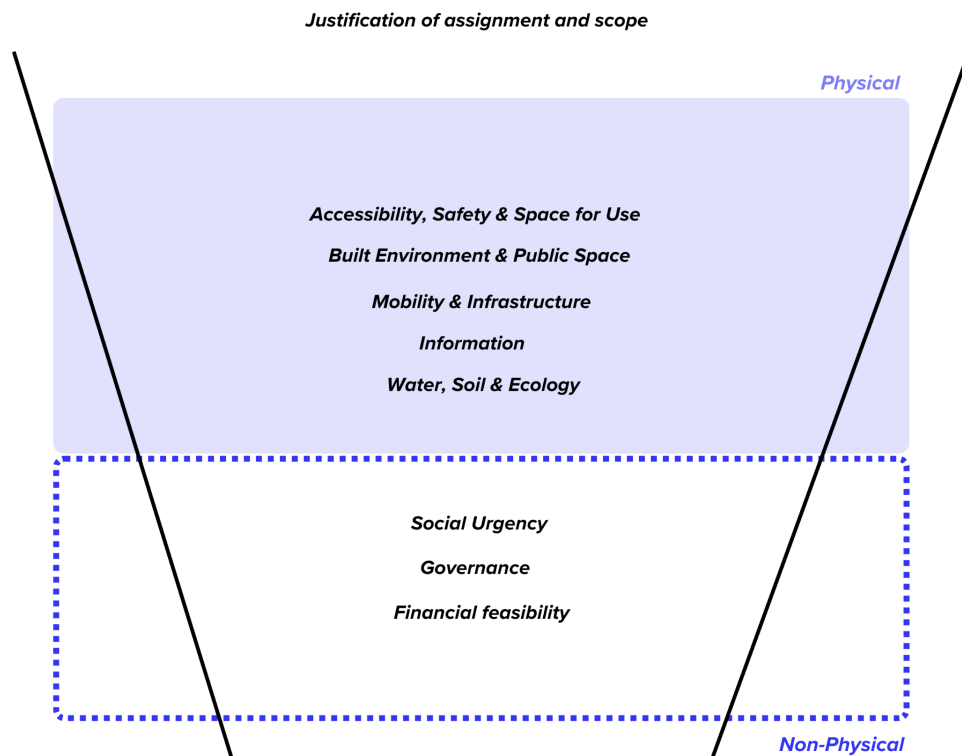 Justification of assignment and scope
Physical
Accessibility, Safety & Space for Use
Built Environment & Public Space
Mobility & Infrastructure
Information
Water, Soil & Ecology
Social Urgency
Governance
Financial feasibility
Non-Physical